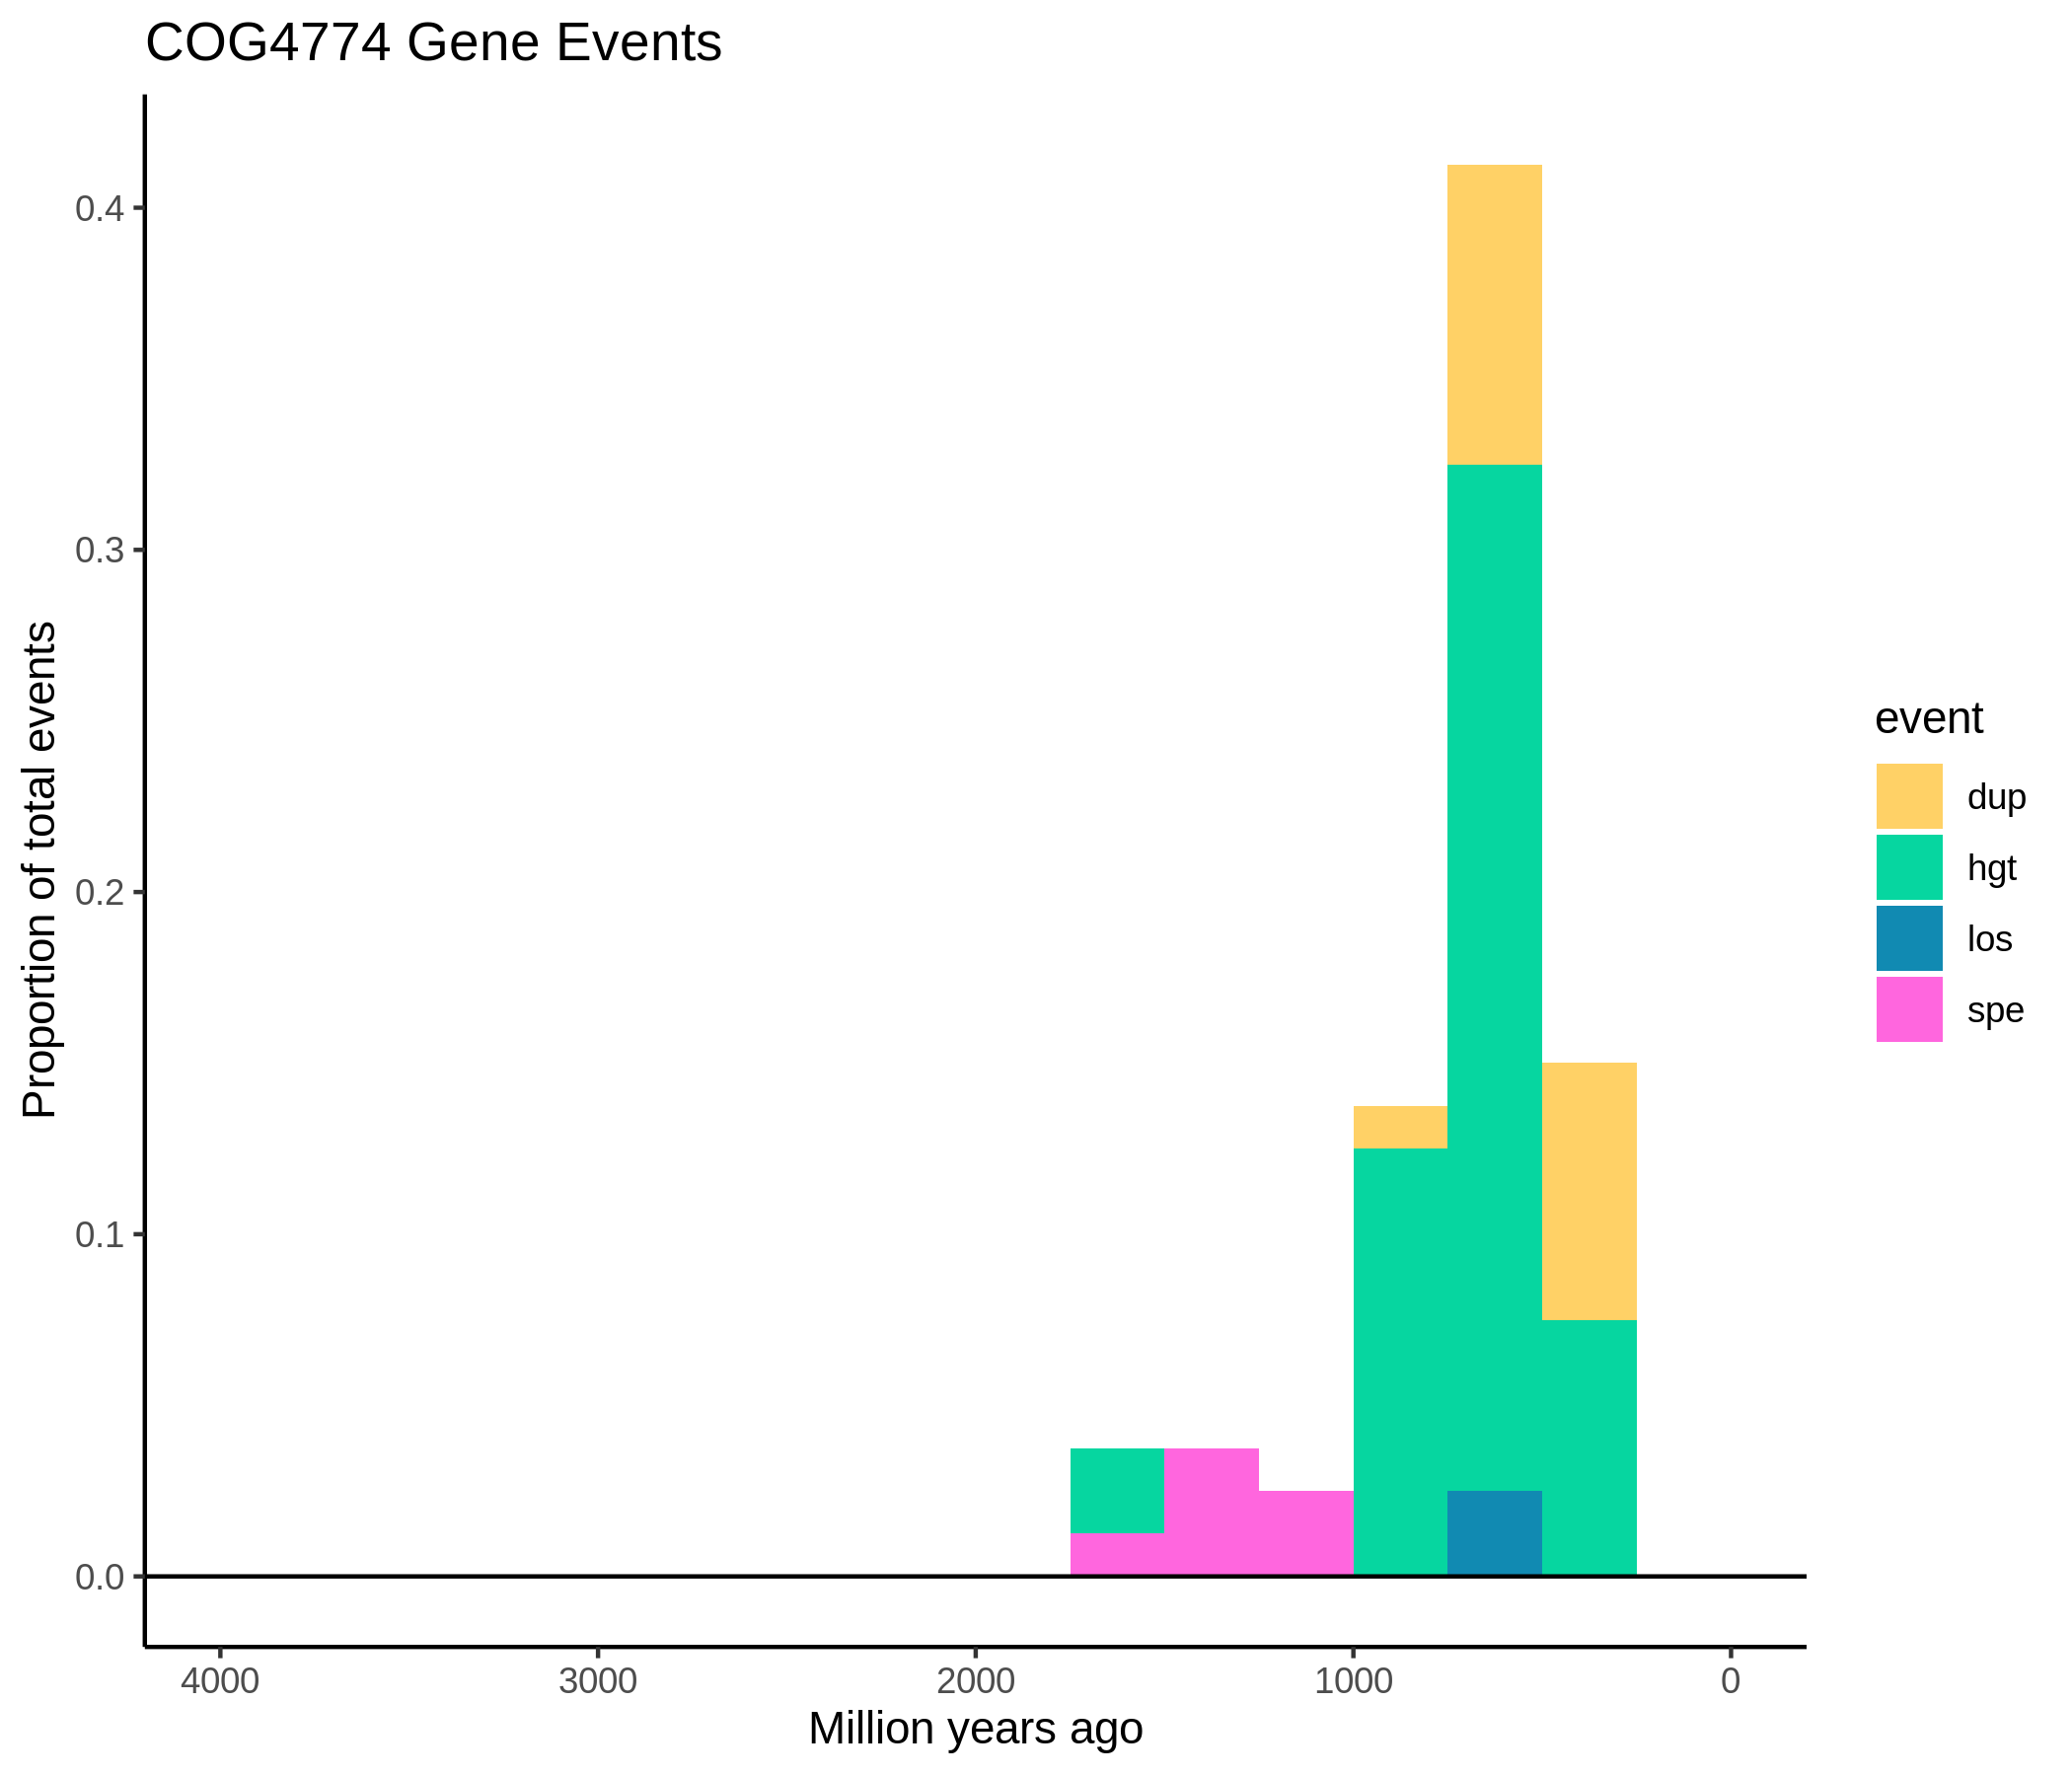 COG4774 Gene Events
Proportion of total events
0.4
0.3
0.2
0.1
0.0
4000 3000 2000 1000 0
Million years ago
event
dup
hgt
los
spe